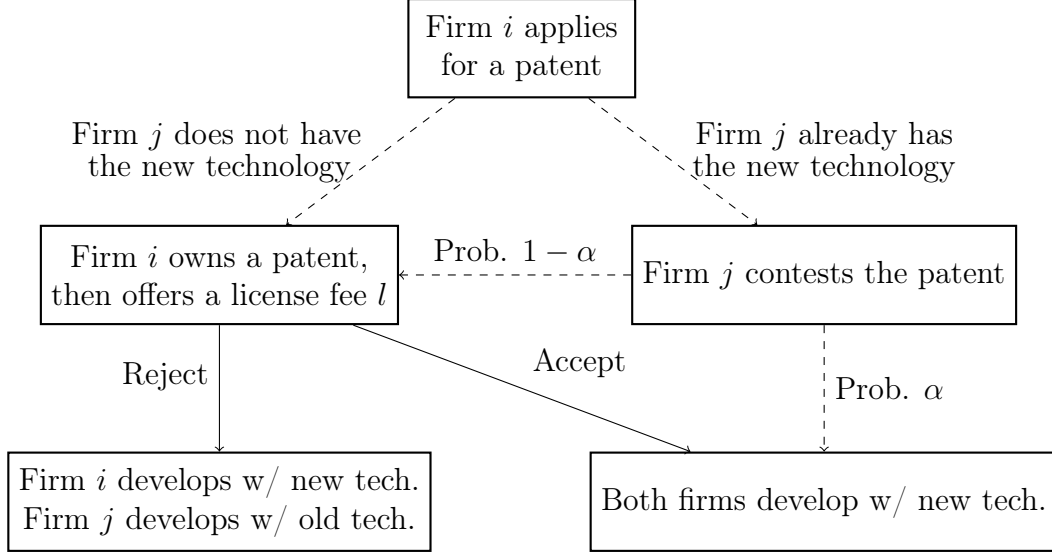 Firm i applies
for a patent
Firm j does not have
the new technology
Firm j already has
the new technology
Firm i owns a patent,
then offers a license fee l
Prob. 1 − α
Firm j contests the patent
Reject
Accept
Prob. α
Firm i develops w/ new tech.
Firm j develops w/ old tech.
Both firms develop w/ new tech.